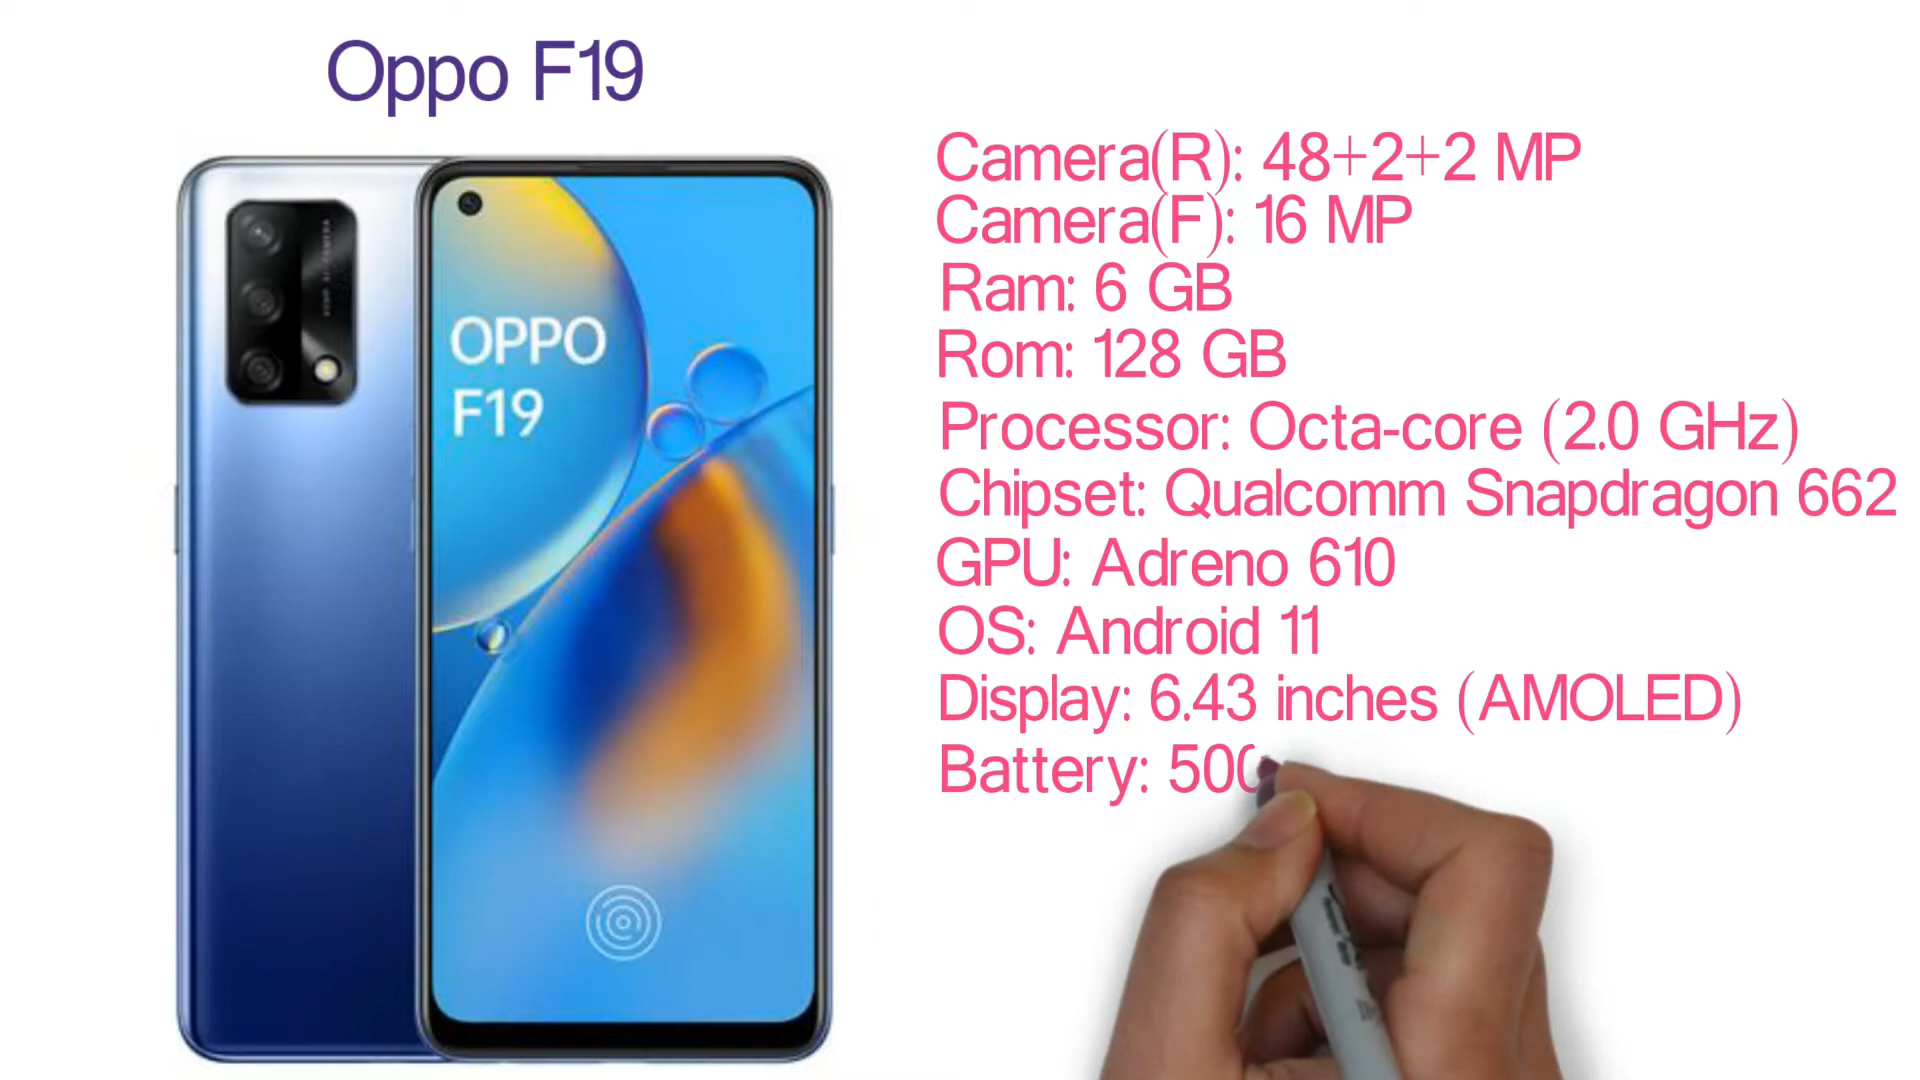 Oppo F19
OPPO
F19
Camera(R): 48+2+2 MP
Camera(F): 16 MP
Ram: 6 GB
Rom: 128 GB
Processor: Octa-core (2.0 GHz)
Chipset: Qualcomm Snapdragon 662
GPU: Adreno 610
OS: Android 11
Display: 6.43 inches (AMOLED)
Battery: 500